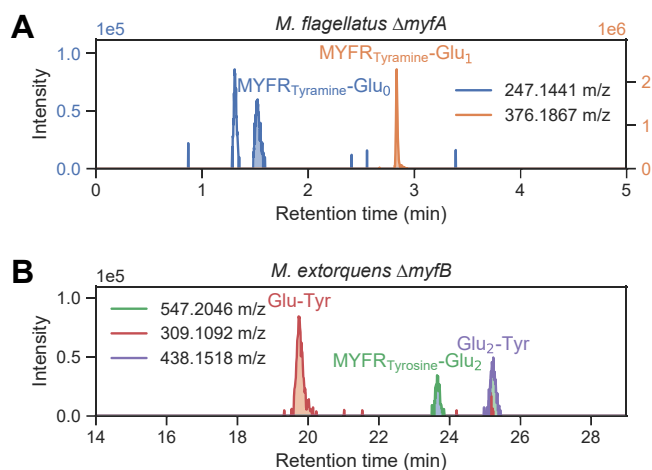 A
M. flagellatus ΔmyfA
1e5
1e6
MYFRTyramine-Glu1
MYFRTyramine-Glu0
247.1441 m/z
376.1867 m/z
Intensity
1.0
0.5
0.0
2
1
0
0 1 2 3 4 5
Retention time (min)
B
M. extorquens ΔmyfB
1e5
547.2046 m/z
309.1092 m/z
438.1518 m/z
Glu-Tyr
MYFRTyrosine-Glu2
Glu2-Tyr
Intensity
1.0
0.5
0.0
14 16 18 20 22 24 26 28
Retention time (min)